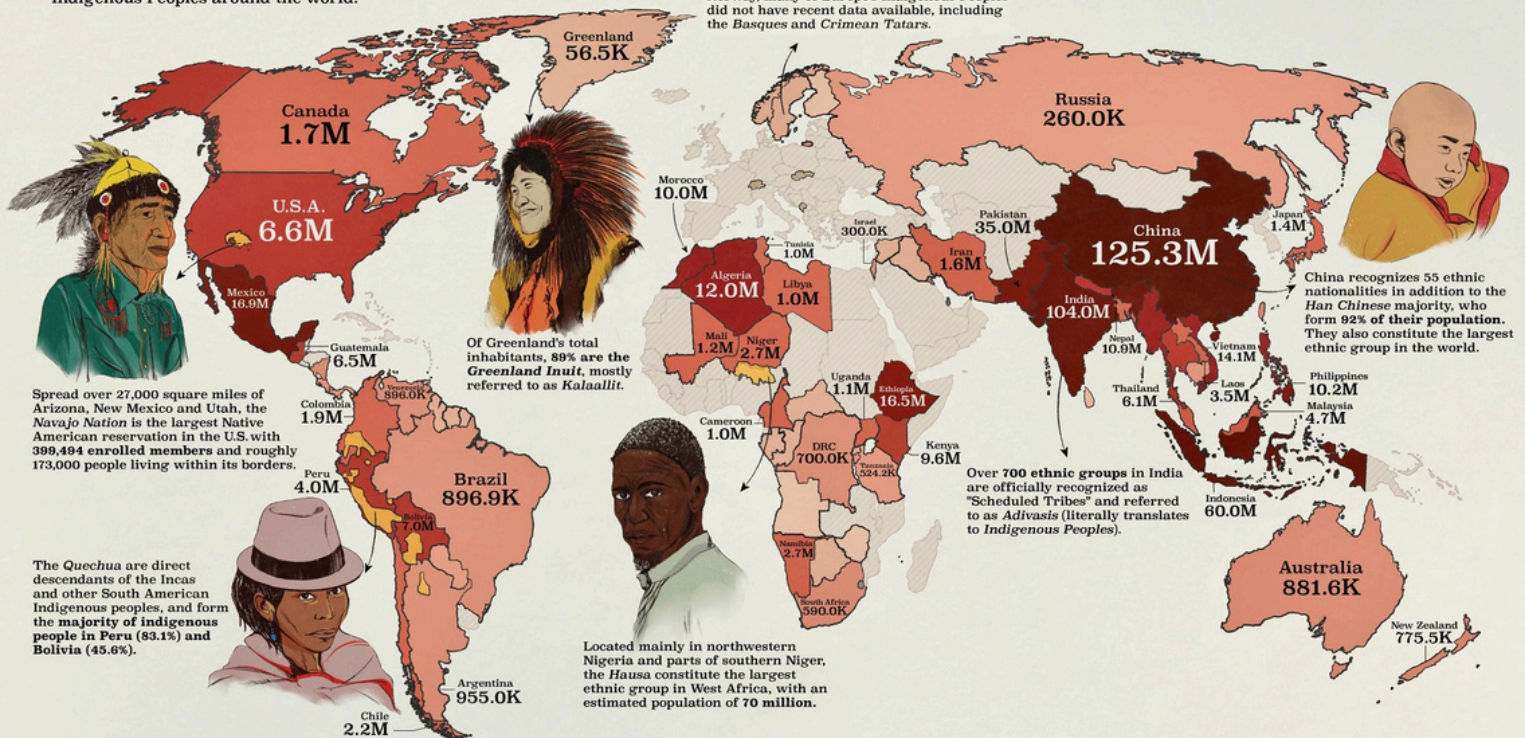 Indigenous Peoples around the world.
did not have recent data available, including
the Basques and Crimean Tatars.
Greenland
56.5K
Canada
1.7M
Russia
260.0K
U.S.A.
6.6M
Morocco
10.0M
Israel
300.0K
Pakistan
35.0M
Japan
1.4M
China
125.3M
Tunisia
1.0M
Iran
1.6M
Algeria
12.0M
Libya
1.0M
Mexico
16.9M
India
104.0M
China recognizes 55 ethnic
nationalities in addition to the
Han Chinese majority, who
form 92% of their population.
They also constitute the largest
ethnic group in the world.
Guatemala
6.5M
Of Greenland's total
inhabitants, 89% are the
Greenland Inuit, mostly
referred to as Kalaallit.
Mali
1.2M
Niger
2.7M
Nepal
10.9M
Vietnam
14.1M
Spread over 27,000 square miles of
Arizona, New Mexico and Utah, the
Navajo Nation is the largest Native
American reservation in the U.S. with
399,494 enrolled members and roughly
173,000 people living within its borders.
Venezuela
896.0K
Colombia
1.9M
Uganda
1.1M
Ethiopia
16.5M
Thailand
6.1M
Laos
3.5M
Philippines
10.2M
Malaysia
4.7M
Cameroon
1.0M
DRC
700.0K
Kenya
9.6M
Tanzania
524.2K
Peru
4.0M
Brazil
896.9K
Over 700 ethnic groups in India
are officially recognized as
"Scheduled Tribes" and referred
to as Adivasis (literally translates
to Indigenous Peoples).
Indonesia
60.0M
Bolivia
7.0M
Namibia
2.7M
Australia
881.6K
The Quechua are direct
descendants of the Incas
and other South American
Indigenous peoples, and form
the majority of indigenous
people in Peru (83.1%) and
Bolivia (45.6%).
South Africa
590.0K
New Zealand
775.5K
Located mainly in northwestern
Nigeria and parts of southern Niger,
the Hausa constitute the largest
ethnic group in West Africa, with an
estimated population of 70 million.
Argentina
955.0K
Chile
2.2M